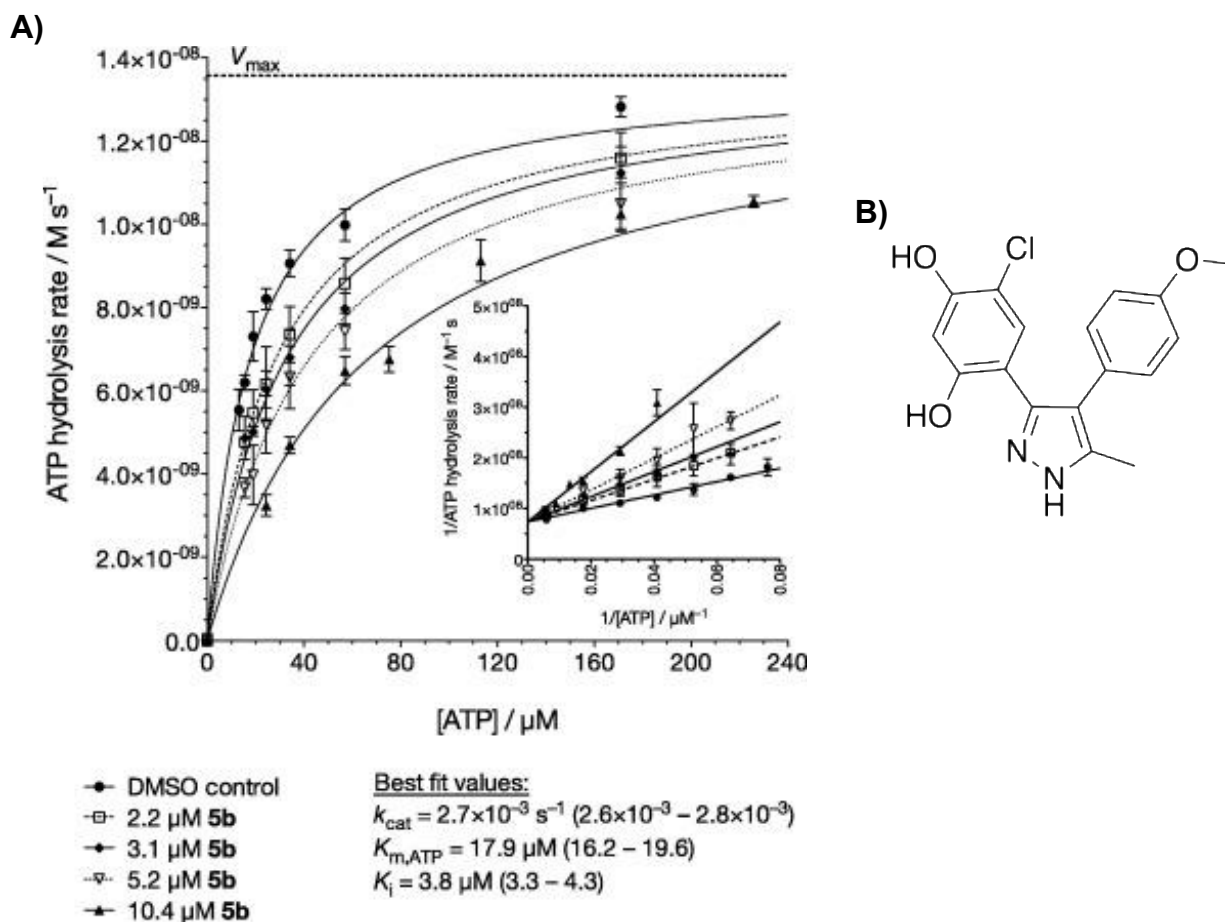 A)
Vmax
1.4×10⁻⁰⁸
1.2×10⁻⁰⁸
1.0×10⁻⁰⁸
8.0×10⁻⁰⁹
6.0×10⁻⁰⁹
4.0×10⁻⁰⁹
2.0×10⁻⁰⁹
0.0
ATP hydrolysis rate / M s⁻¹
0 40 80 120 160 200 240
[ATP] / µM
5×10⁰⁸
4×10⁰⁸
3×10⁰⁸
2×10⁰⁸
1×10⁰⁸
0
1/ATP hydrolysis rate / M⁻¹ s
0.00 0.02 0.04 0.06 0.08
1/[ATP] / µM⁻¹
B)
HO
Cl
O
HO
N
N
H
DMSO control
2.2 µM 5b
3.1 µM 5b
5.2 µM 5b
10.4 µM 5b
Best fit values:
kcat = 2.7×10⁻³ s⁻¹ (2.6×10⁻³ – 2.8×10⁻³)
Km,ATP = 17.9 µM (16.2 – 19.6)
Ki = 3.8 µM (3.3 – 4.3)